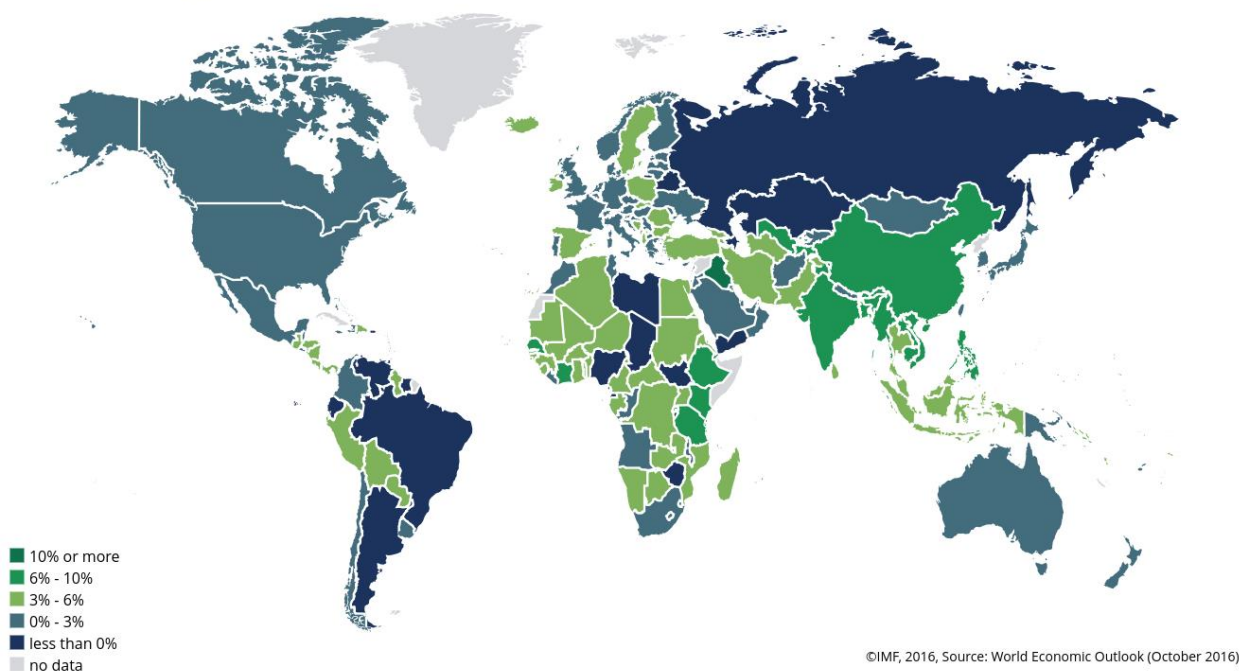 10% or more
6% - 10%
3% - 6%
0% - 3%
less than 0%
no data
©IMF, 2016, Source: World Economic Outlook (October 2016)